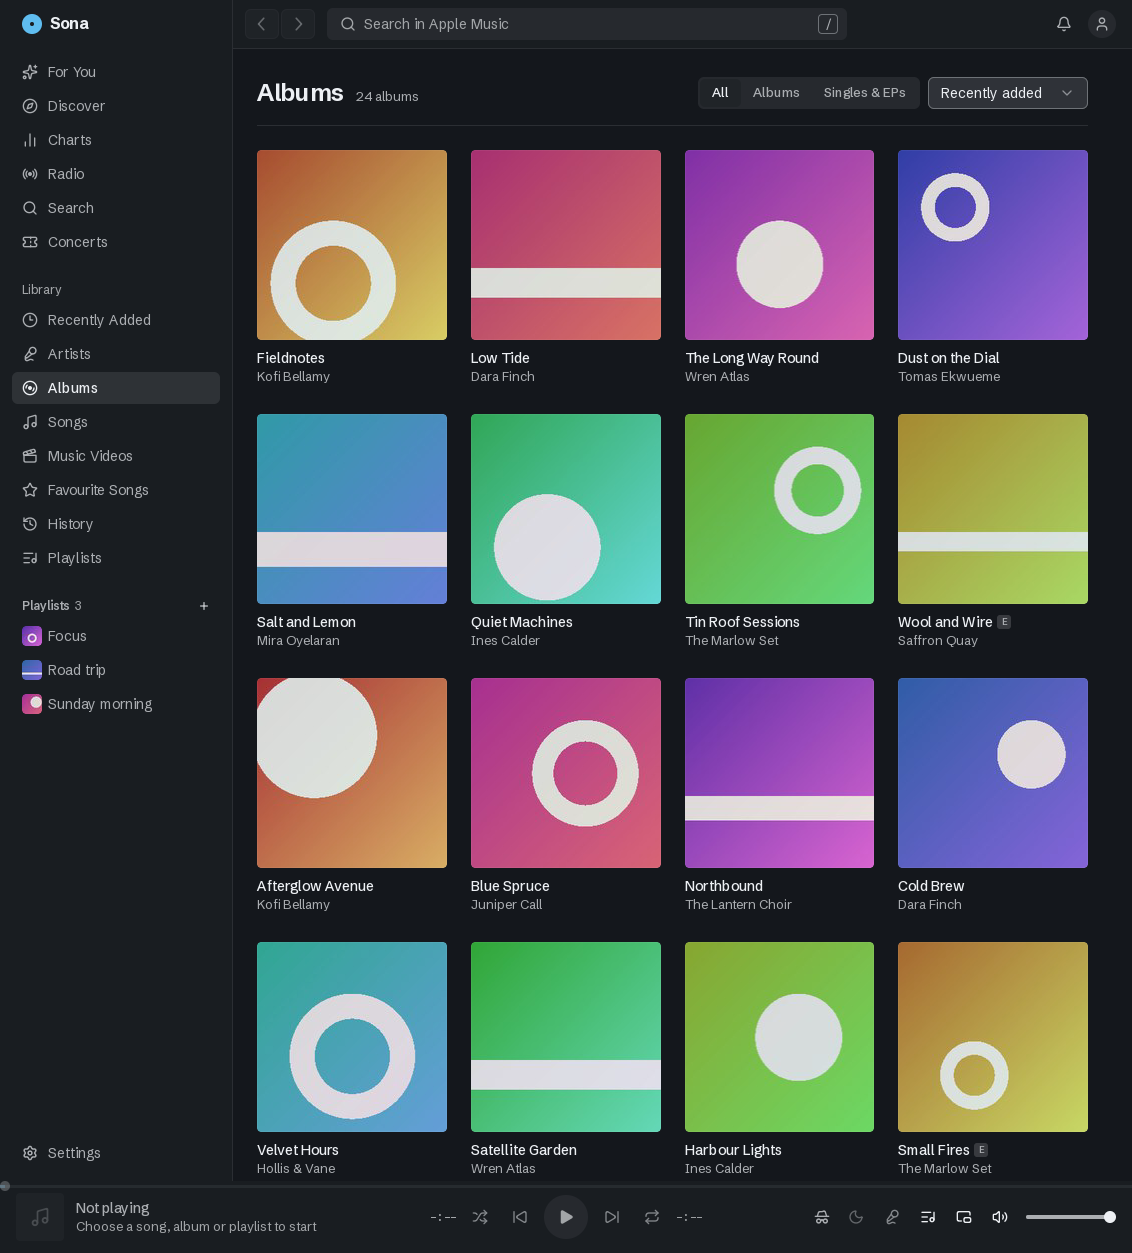 Sona
Search in Apple Music
/
For You
Discover
Charts
Radio
Search
Concerts
Library
Recently Added
Artists
Albums
Songs
Music Videos
Favourite Songs
History
Playlists
Playlists 3
Focus
Road trip
Sunday morning
Settings
Albums 24 albums
All Albums Singles & EPs Recently added
Fieldnotes
Kofi Bellamy
Low Tide
Dara Finch
The Long Way Round
Wren Atlas
Dust on the Dial
Tomas Ekwueme
Salt and Lemon
Mira Oyelaran
Quiet Machines
Ines Calder
Tin Roof Sessions
The Marlow Set
Wool and Wire E
Saffron Quay
Afterglow Avenue
Kofi Bellamy
Blue Spruce
Juniper Call
Northbound
The Lantern Choir
Cold Brew
Dara Finch
Velvet Hours
Hollis & Vane
Satellite Garden
Wren Atlas
Harbour Lights
Ines Calder
Small Fires E
The Marlow Set
Not playing
Choose a song, album or playlist to start
-:-- -:--